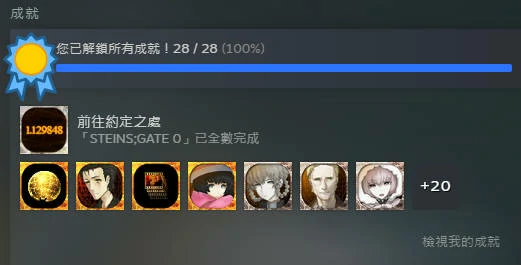 成就
您已解鎖所有成就！28 / 28 (100%)
1.129848
前往約定之處
「STEINS;GATE 0」已全數完成
+20
檢視我的成就